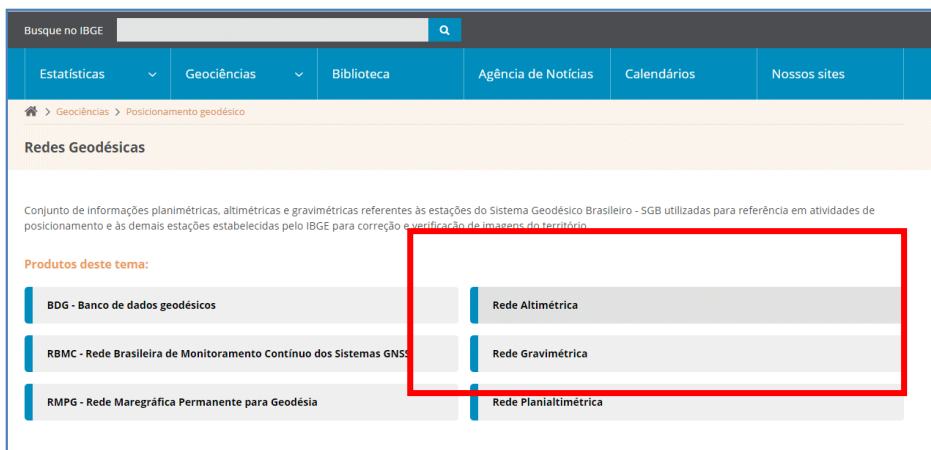 Busque no IBGE
Estatísticas Geociências Biblioteca Agência de Notícias Calendários Nossos sites
> Geociências > Posicionamento geodésico
Redes Geodésicas
Conjunto de informações planimétricas, altimétricas e gravimétricas referentes às estações do Sistema Geodésico Brasileiro - SGB utilizadas para referência em atividades de
posicionamento e às demais estações estabelecidas pelo IBGE para correção e verificação de imagens do território.
Produtos deste tema:
BDG - Banco de dados geodésicos
Rede Altimétrica
RBMC - Rede Brasileira de Monitoramento Contínuo dos Sistemas GNSS
Rede Gravimétrica
RMPG - Rede Maregráfica Permanente para Geodésia
Rede Planialtimétrica